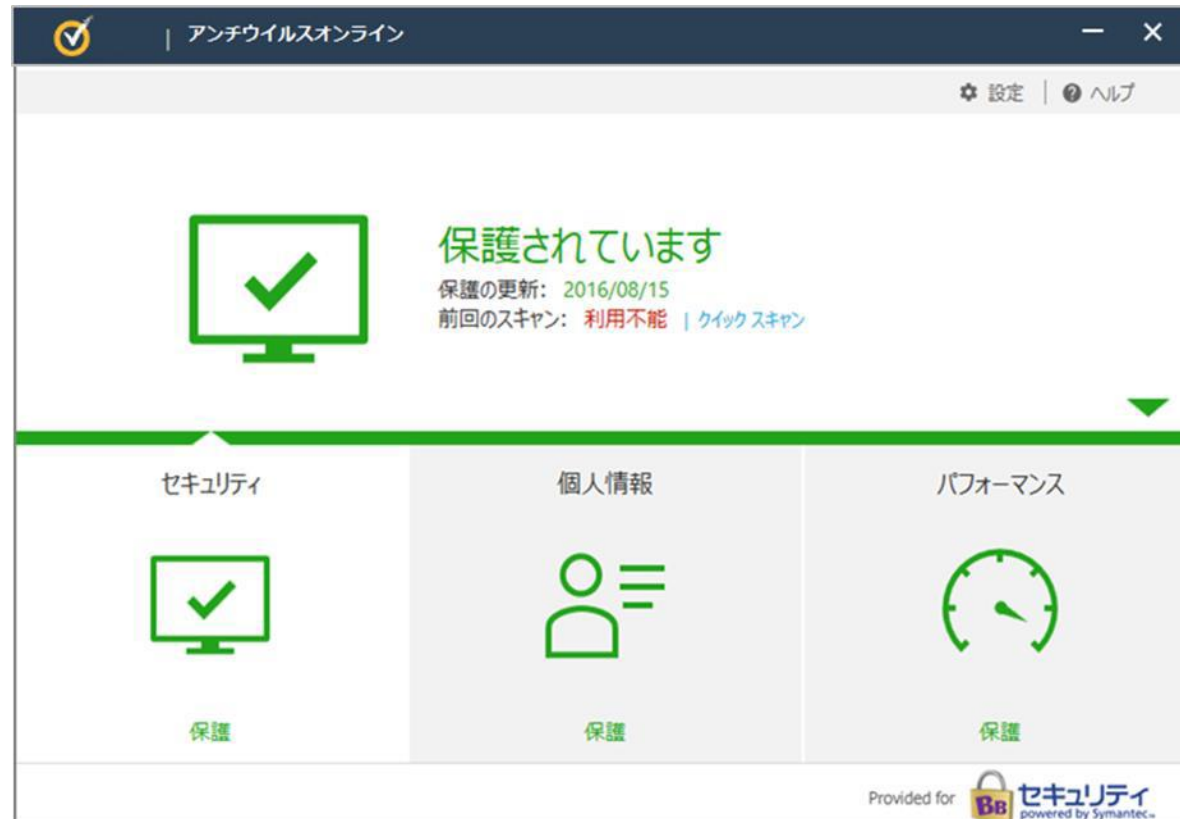 | アンチウイルスオンライン
設定 | ヘルプ
保護されています
保護の更新: 2016/08/15
前回のスキャン: 利用不能 | クイック スキャン
セキュリティ
個人情報
パフォーマンス
保護
保護
保護
Provided for BB セキュリティ
powered by Symantec